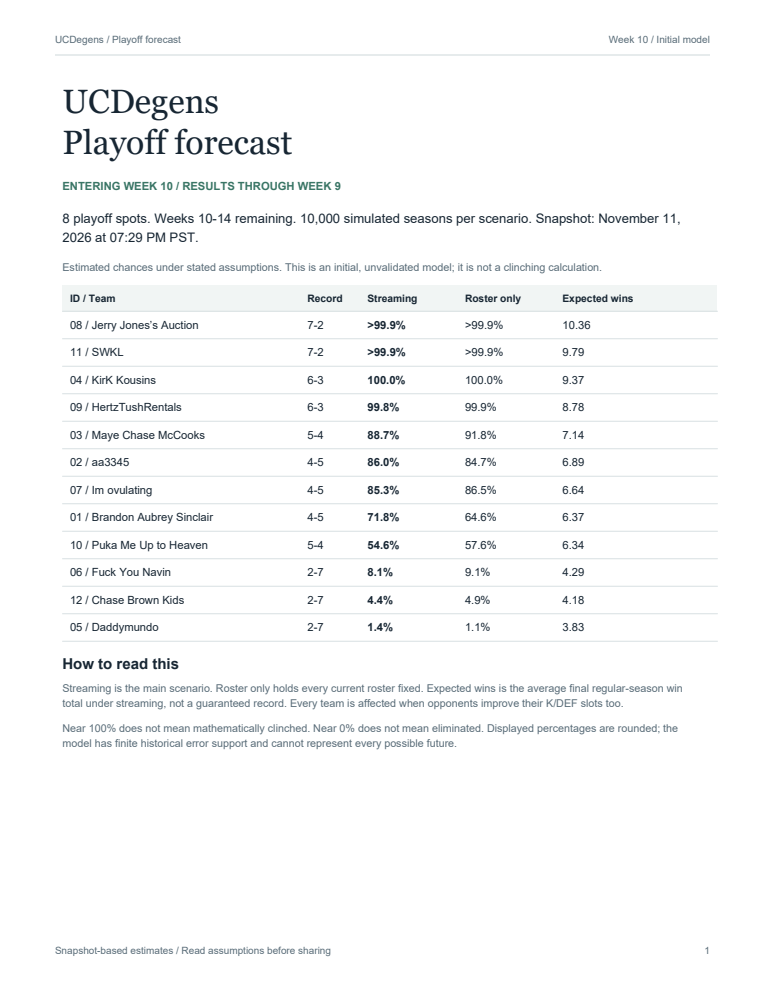 UCDegens / Playoff forecast Week 10 / Initial model
UCDegens
Playoff forecast
ENTERING WEEK 10 / RESULTS THROUGH WEEK 9
8 playoff spots. Weeks 10-14 remaining. 10,000 simulated seasons per scenario. Snapshot: November 11,
2026 at 07:29 PM PST.
Estimated chances under stated assumptions. This is an initial, unvalidated model; it is not a clinching calculation.
ID / Team Record Streaming Roster only Expected wins
08 / Jerry Jones’s Auction 7-2 >99.9% >99.9% 10.36
11 / SWKL 7-2 >99.9% >99.9% 9.79
04 / KirK Kousins 6-3 100.0% 100.0% 9.37
09 / HertzTushRentals 6-3 99.8% 99.9% 8.78
03 / Maye Chase McCooks 5-4 88.7% 91.8% 7.14
02 / aa3345 4-5 86.0% 84.7% 6.89
07 / Im ovulating 4-5 85.3% 86.5% 6.64
01 / Brandon Aubrey Sinclair 4-5 71.8% 64.6% 6.37
10 / Puka Me Up to Heaven 5-4 54.6% 57.6% 6.34
06 / Fuck You Navin 2-7 8.1% 9.1% 4.29
12 / Chase Brown Kids 2-7 4.4% 4.9% 4.18
05 / Daddymundo 2-7 1.4% 1.1% 3.83
How to read this
Streaming is the main scenario. Roster only holds every current roster fixed. Expected wins is the average final regular-season win
total under streaming, not a guaranteed record. Every team is affected when opponents improve their K/DEF slots too.
Near 100% does not mean mathematically clinched. Near 0% does not mean eliminated. Displayed percentages are rounded; the
model has finite historical error support and cannot represent every possible future.
Snapshot-based estimates / Read assumptions before sharing 1